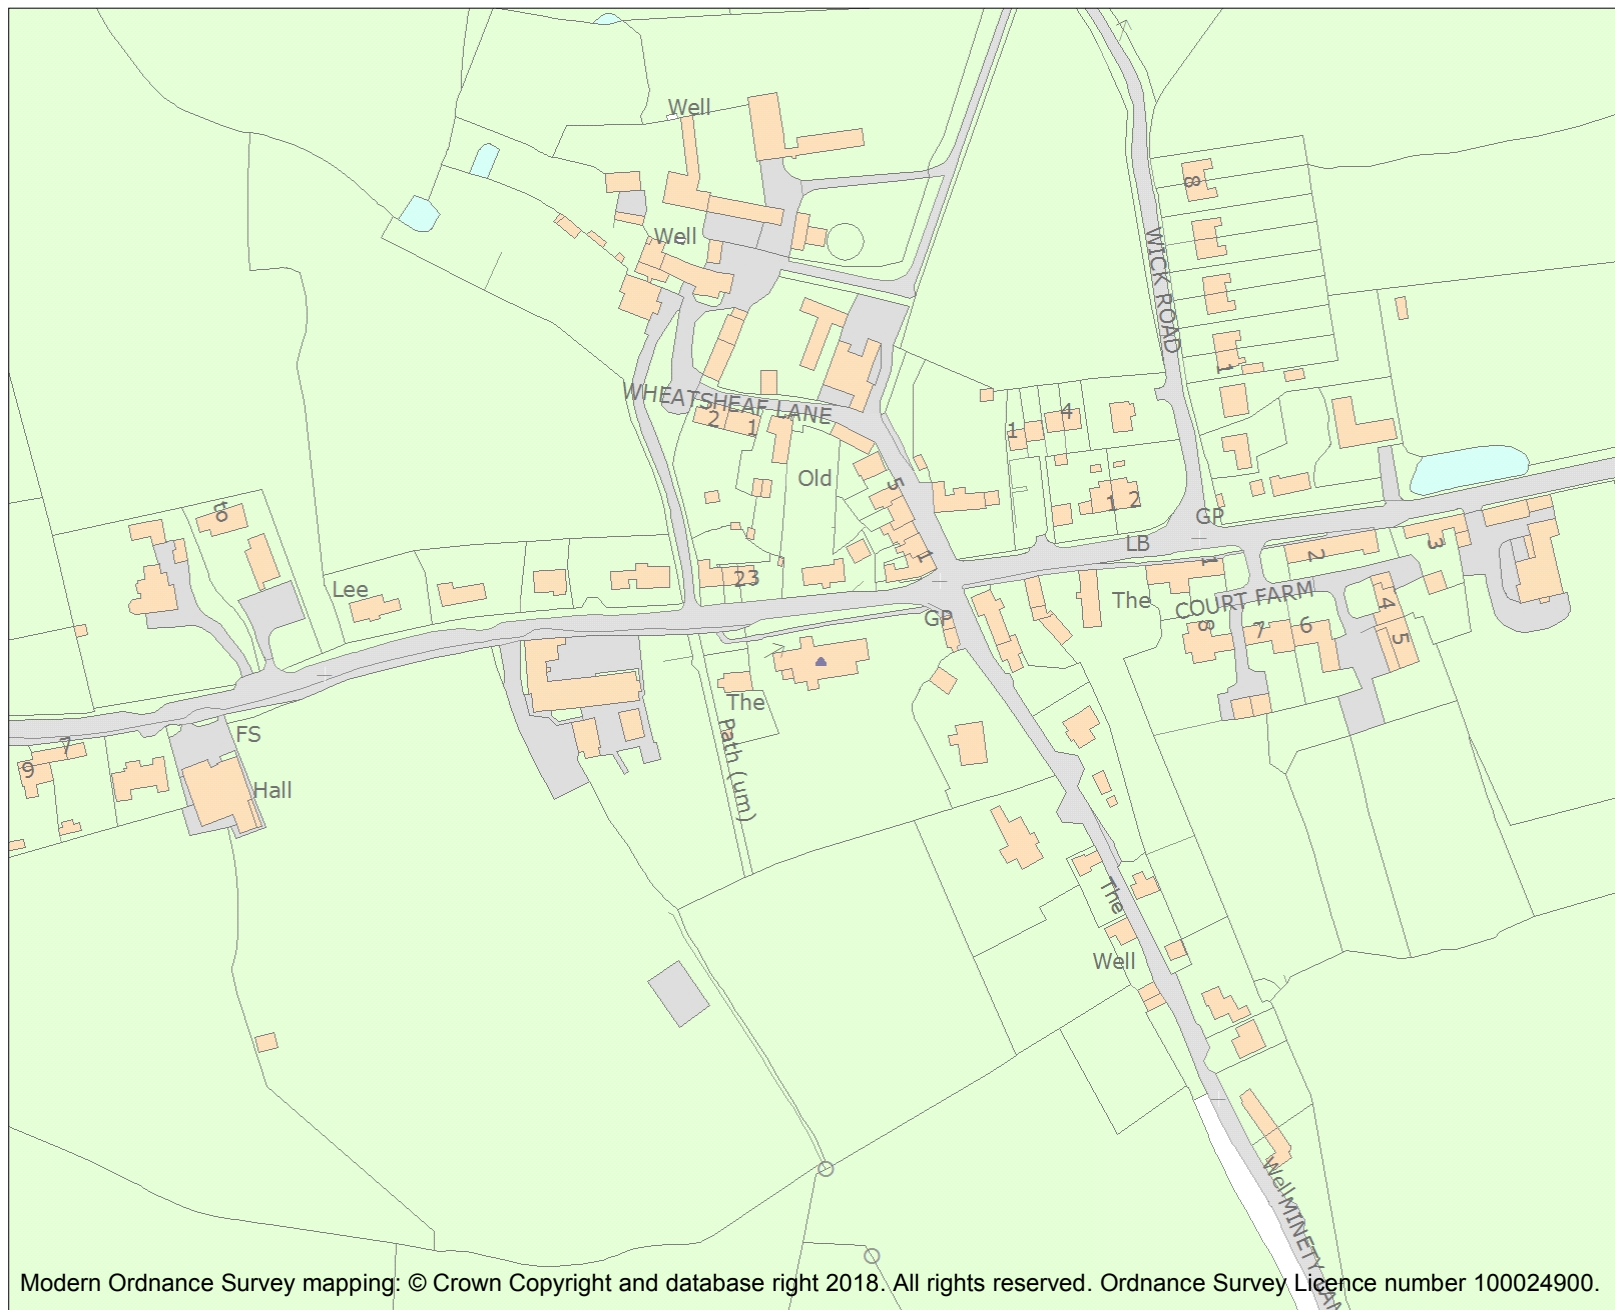 Well
8
Well
WICK ROAD
1
WHEATSHEAF LANE
2
1
4
1
Old
5
to
1
2
GP
LB
1
23
1
2
3
Lee
The
COURT FARM
4
GP
8
7
6
5
The
Path (um)
FS
7
9
Hall
The
Well
Well
MINETY
Modern Ordnance Survey mapping: © Crown Copyright and database right 2018. All rights reserved. Ordnance Survey Licence number 100024900.